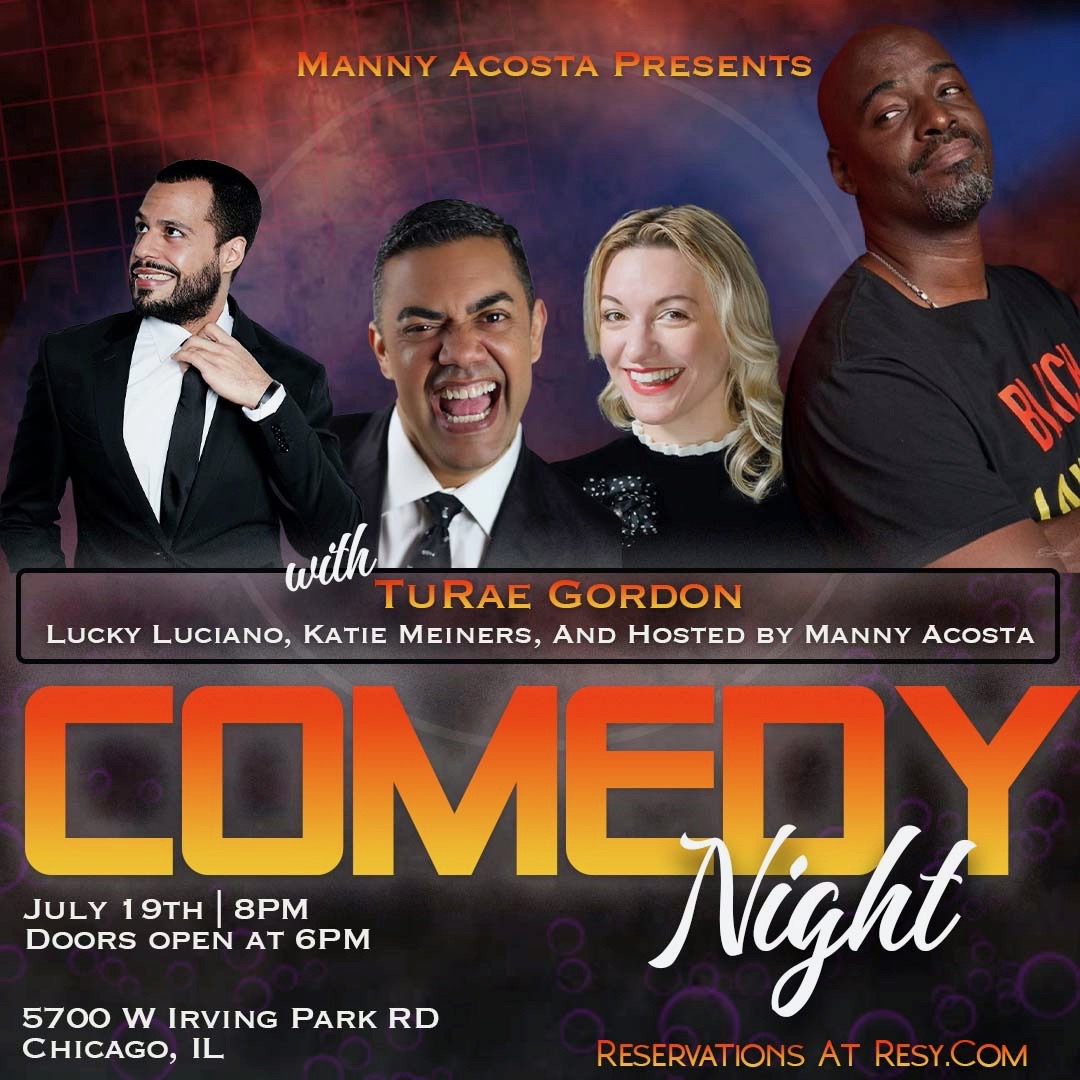 Manny Acosta Presents
with
TuRae Gordon
Lucky Luciano, Katie Meiners, And Hosted by Manny Acosta
COMEDY
Night
July 19th | 8PM
Doors open at 6PM
5700 W Irving Park RD
Chicago, IL
Reservations At Resy.Com